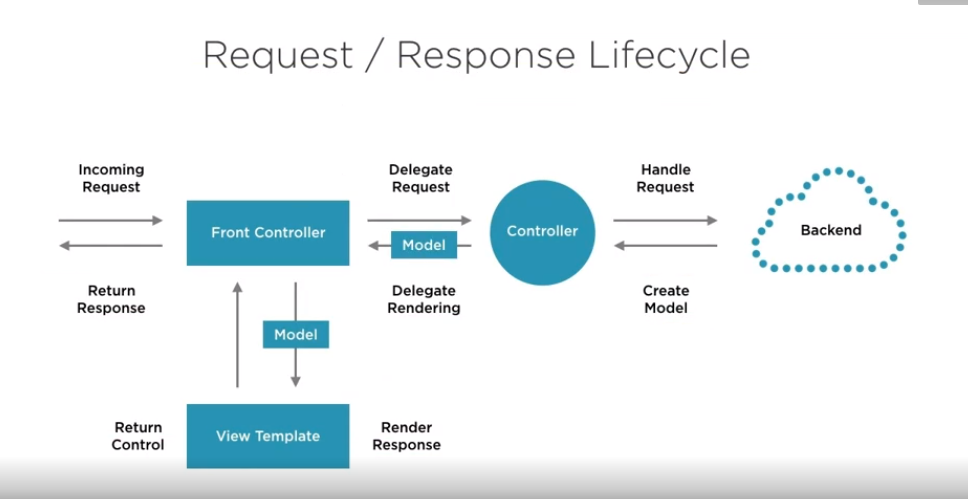 Request / Response Lifecycle
Incoming
Request
Delegate
Request
Handle
Request
Front Controller
Model
Controller
Backend
Return
Response
Delegate
Rendering
Create
Model
Model
Return
Control
View Template
Render
Response